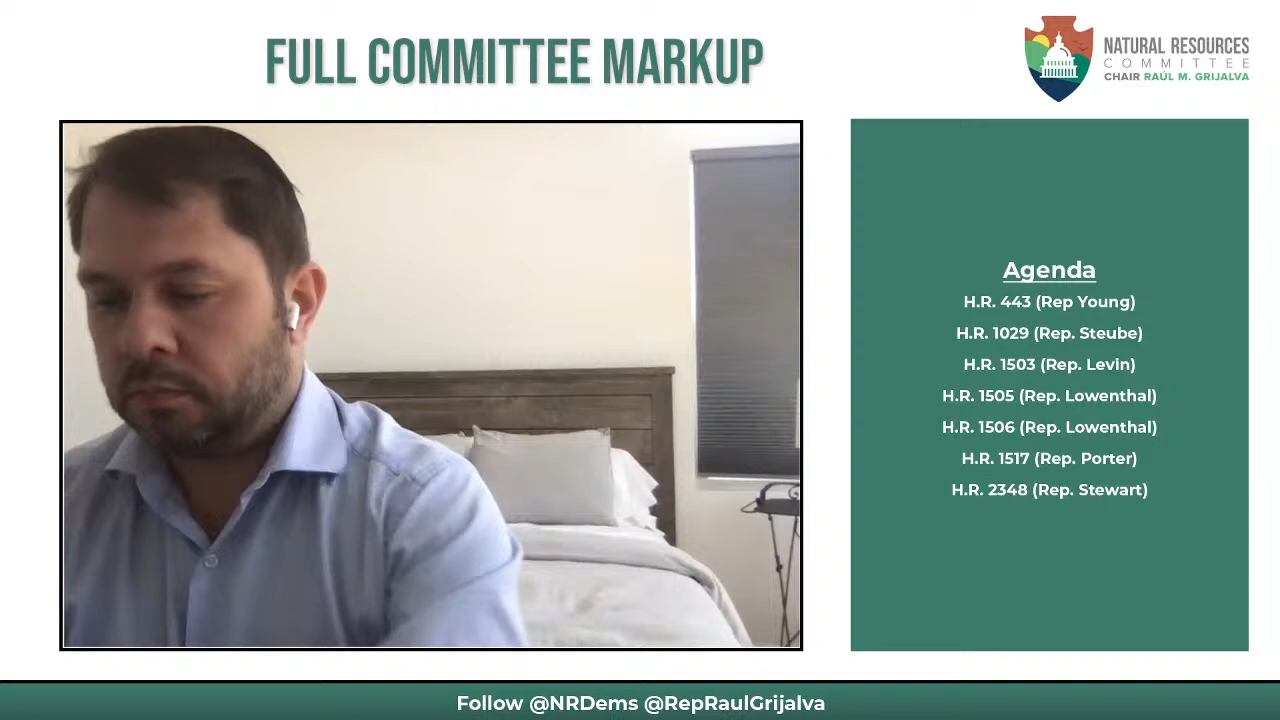 FULL COMMITTEE MARKUP
NATURAL RESOURCES
COMMITTEE
CHAIR RAÚL M. GRIJALVA
Agenda
H.R. 443 (Rep Young)
H.R. 1029 (Rep. Steube)
H.R. 1503 (Rep. Levin)
H.R. 1505 (Rep. Lowenthal)
H.R. 1506 (Rep. Lowenthal)
H.R. 1517 (Rep. Porter)
H.R. 2348 (Rep. Stewart)
Follow @NRDems @RepRaulGrijalva